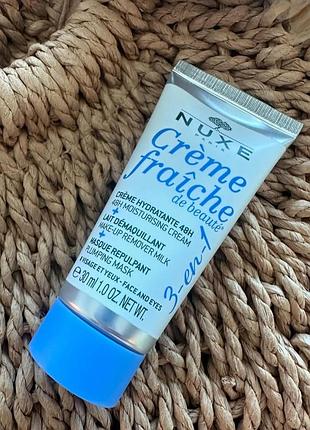 NUXE
Crème
fraîche
de beauté
3-en-1
CRÈME HYDRATANTE 48H
48H MOISTURISING CREAM
+
LAIT DÉMAQUILLANT
MAKE-UP REMOVER MILK
+
MASQUE REPULPANT
PLUMPING MASK
VISAGE ET YEUX - FACE AND EYES
e 30 ml 1.0 OZ. NET WT.